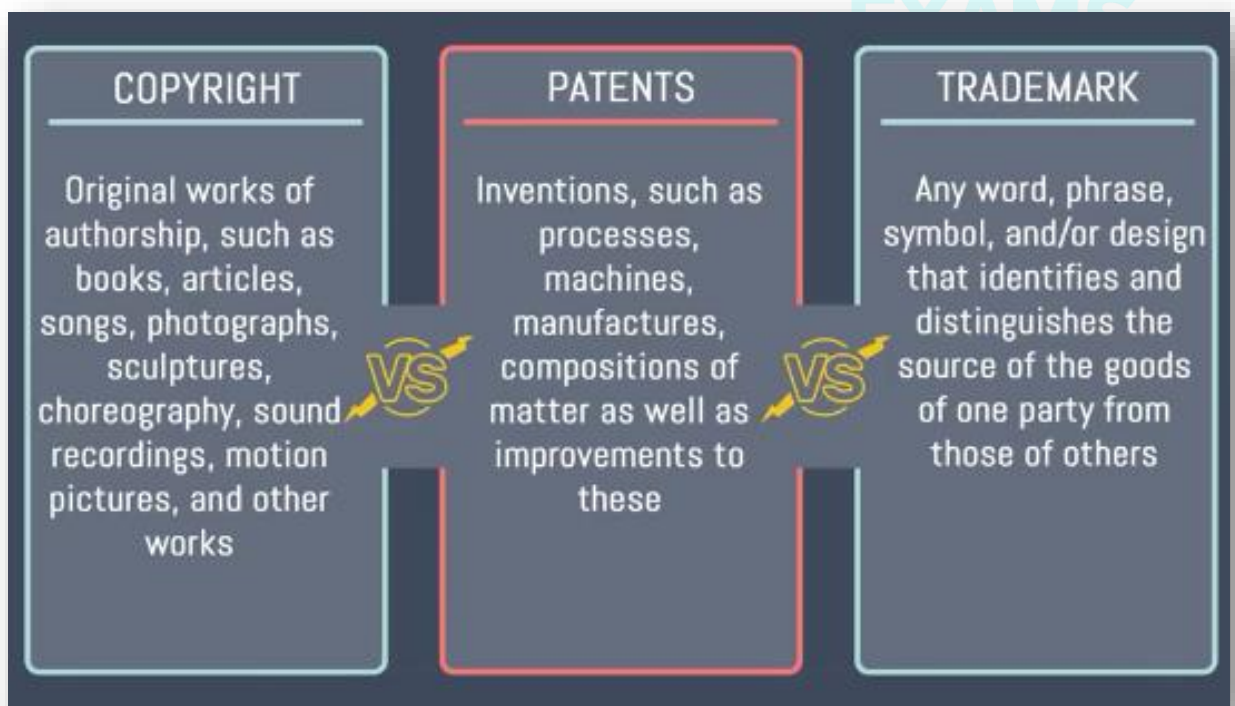 EXAMS
COPYRIGHT
Original works of
authorship, such as
books, articles,
songs, photographs,
sculptures,
choreography, sound
recordings, motion
pictures, and other
works
VS
PATENTS
Inventions, such as
processes,
machines,
manufactures,
compositions of
matter as well as
improvements to
these
VS
TRADEMARK
Any word, phrase,
symbol, and/or design
that identifies and
distinguishes the
source of the goods
of one party from
those of others